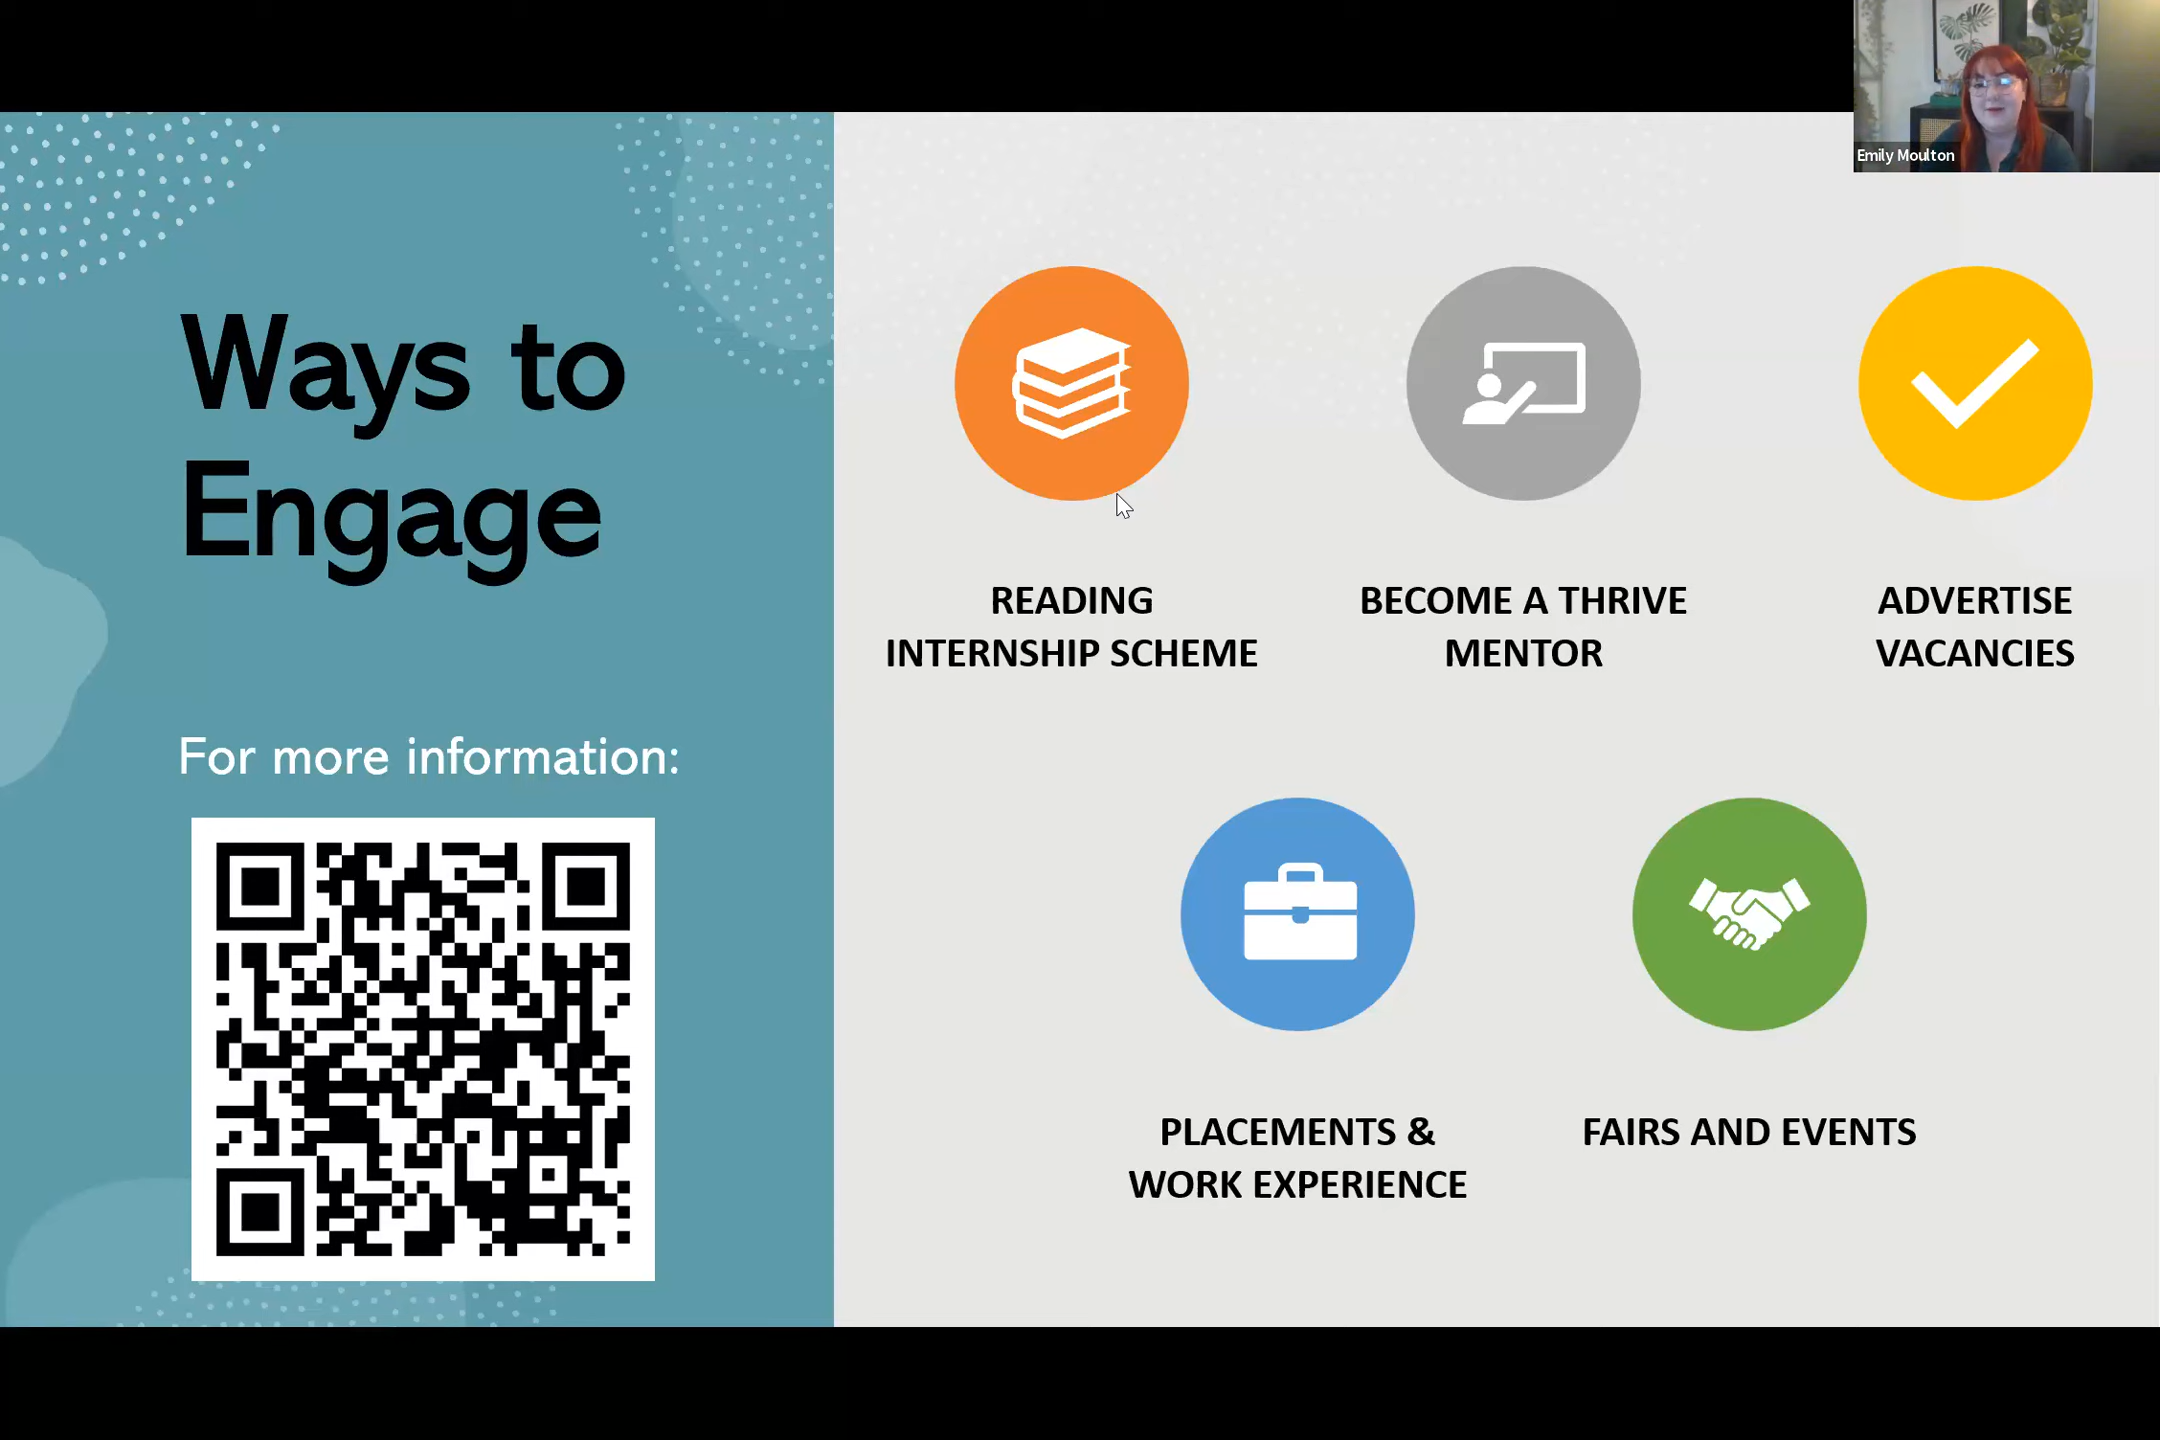 Emily Moulton
Ways to
Engage
For more information:
READING
INTERNSHIP SCHEME
BECOME A THRIVE
MENTOR
ADVERTISE
VACANCIES
PLACEMENTS &
WORK EXPERIENCE
FAIRS AND EVENTS